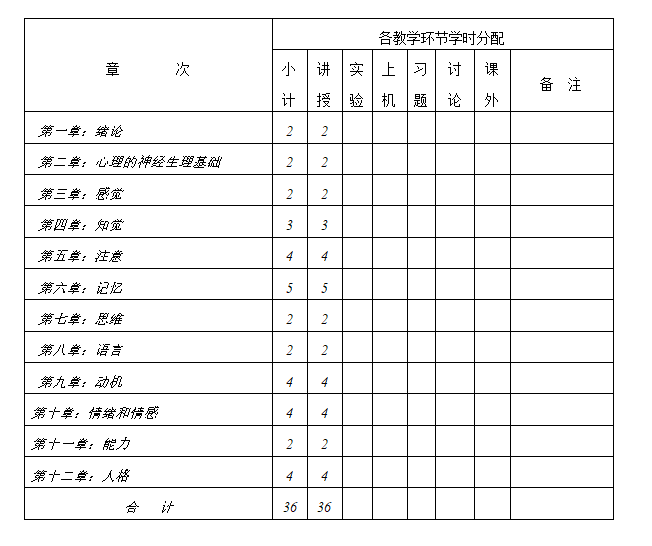 章 次 各教学环节学时分配
小计 讲授 实验 上机 习题 讨论 课外 备 注
第一章：绪论 2 2
第二章：心理的神经生理基础 2 2
第三章：感觉 2 2
第四章：知觉 3 3
第五章：注意 4 4
第六章：记忆 5 5
第七章：思维 2 2
第八章：语言 2 2
第九章：动机 4 4
第十章：情绪和情感 4 4
第十一章：能力 2 2
第十二章：人格 4 4
合 计 36 36